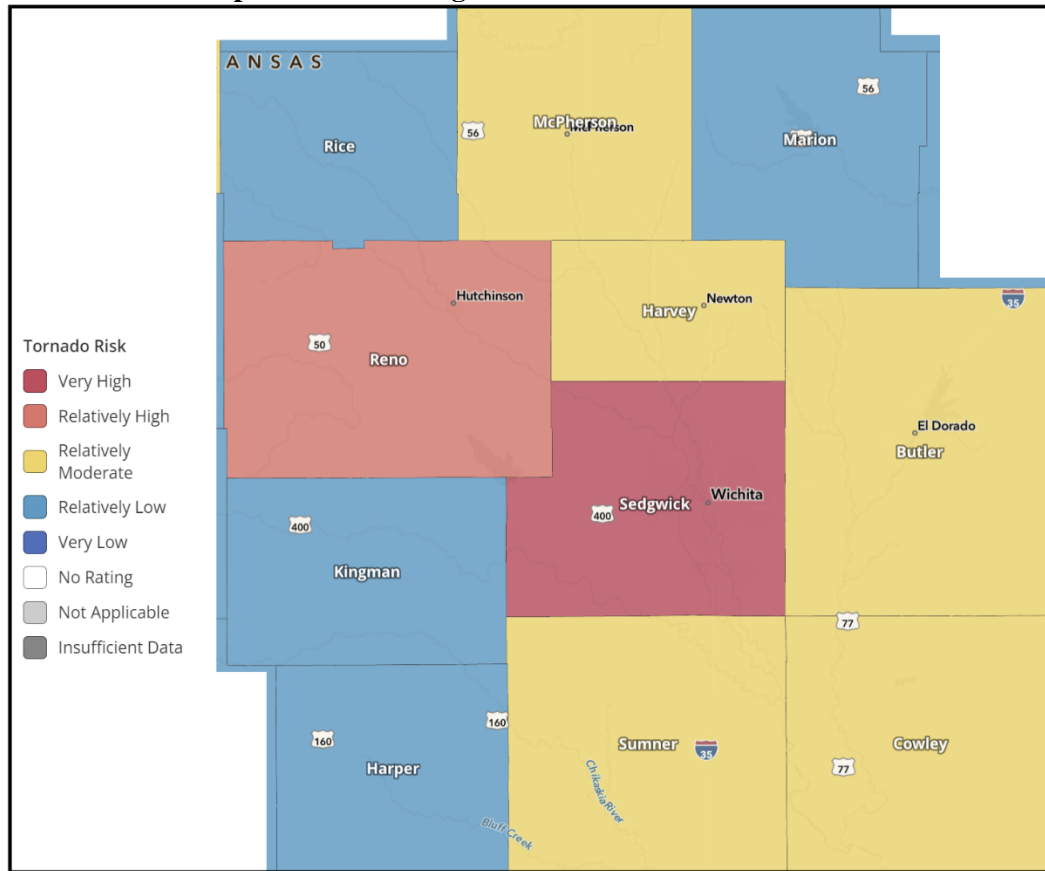 ANSAS
56
56
McPherson
McPherson
Marion
Rice
Hutchinson
Newton
Harvey
35
50
Reno
Tornado Risk
Very High
Relatively High
Relatively
Moderate
Relatively Low
Very Low
No Rating
Not Applicable
Insufficient Data
El Dorado
Butler
Wichita
Sedgwick
400
400
Kingman
77
160
160
Harper
Sumner
35
Cowley
77
Chikaskia River
Bluff Creek